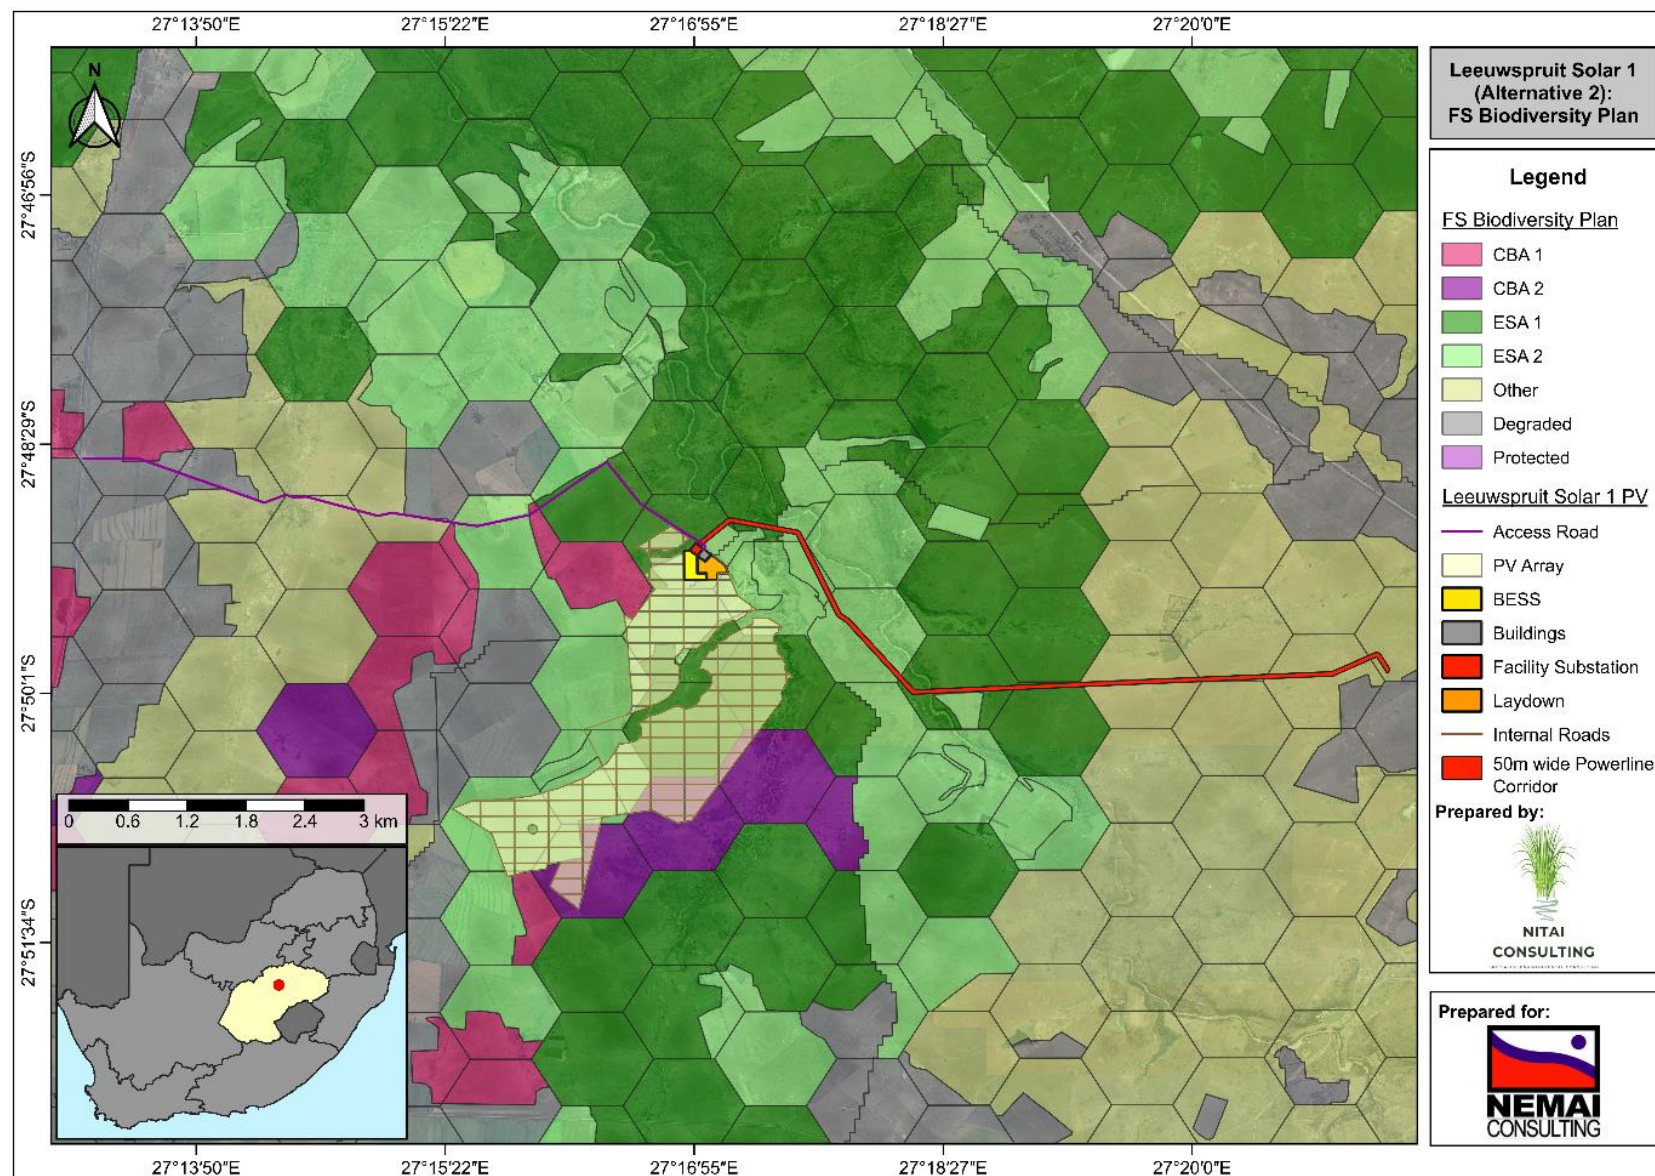 27°13'50"E
27°15'22"E
27°16'55"E
27°18'27"E
27°20'0"E
N
27°46'56"S
27°48'29"S
27°50'1"S
27°51'34"S
0 0.6 1.2 1.8 2.4 3 km
27°13'50"E
27°15'22"E
27°16'55"E
27°18'27"E
27°20'0"E
Leeuwspruit Solar 1
(Alternative 2):
FS Biodiversity Plan
Legend
FS Biodiversity Plan
CBA 1
CBA 2
ESA 1
ESA 2
Other
Degraded
Protected
Leeuwspruit Solar 1 PV
Access Road
PV Array
BESS
Buildings
Facility Substation
Laydown
Internal Roads
50m wide Powerline
Corridor
Prepared by:
NITAI
CONSULTING
Prepared for:
NEMAI
CONSULTING